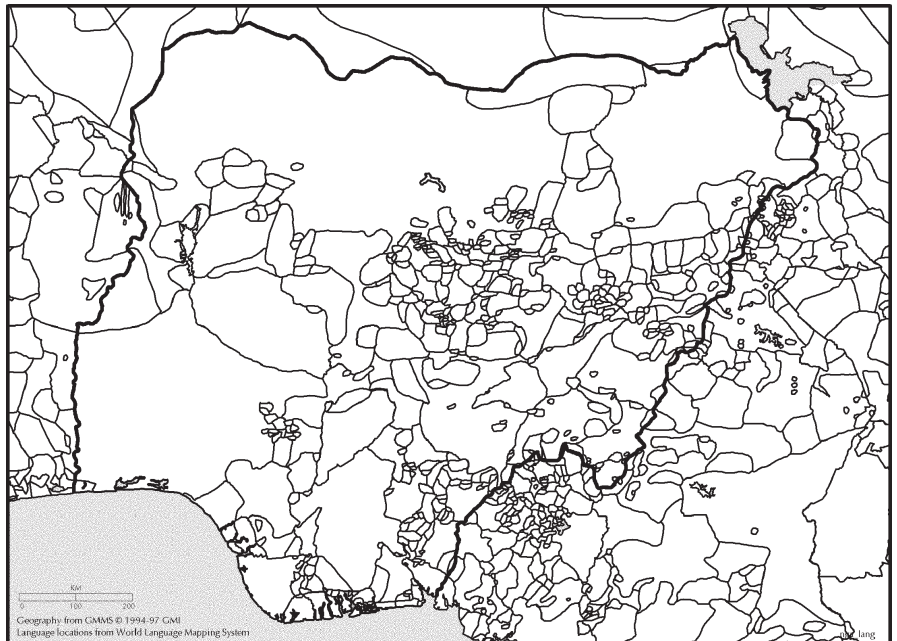 KM
0 100 200
Geography from GMMS © 1994-97 GMI
Language locations from World Language Mapping System